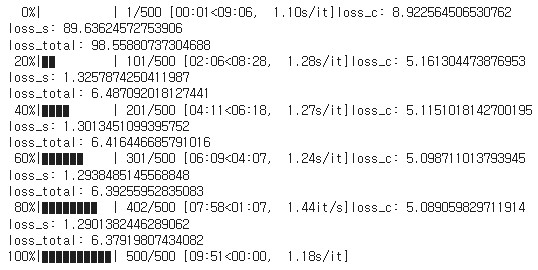 0%|          | 1/500 [00:01<09:06,  1.10s/it]loss_c: 8.922564506530762
loss_s: 89.63624572753906
loss_total: 98.55880737304688
20%|██        | 101/500 [02:06<08:28,  1.28s/it]loss_c: 5.161304473876953
loss_s: 1.3257874250411987
loss_total: 6.487092018127441
40%|████      | 201/500 [04:11<06:18,  1.27s/it]loss_c: 5.1151018142700195
loss_s: 1.3013451099395752
loss_total: 6.416446685791016
60%|██████    | 301/500 [06:09<04:07,  1.24s/it]loss_c: 5.098711013793945
loss_s: 1.2938485145568848
loss_total: 6.39255952835083
80%|████████  | 402/500 [07:58<01:07,  1.44it/s]loss_c: 5.089059829711914
loss_s: 1.2901382446289062
loss_total: 6.37919807434082
100%|██████████| 500/500 [09:51<00:00,  1.18s/it]